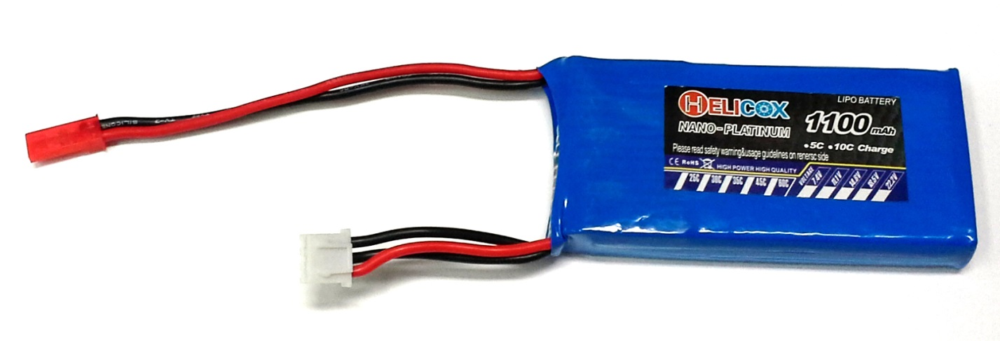 LIPO BATTERY
HELICOX
1100 mAh
NANO-PLATINUM
•5C •10C Charge
Please read safety warning&usage guidelines on renersc side
CE RoHS HIGH POWER HIGH QUALITY
25C 30C 35C 45C 60C VOLTAGE 7.4V 11.1V 14.8V 18.5V 22.2V